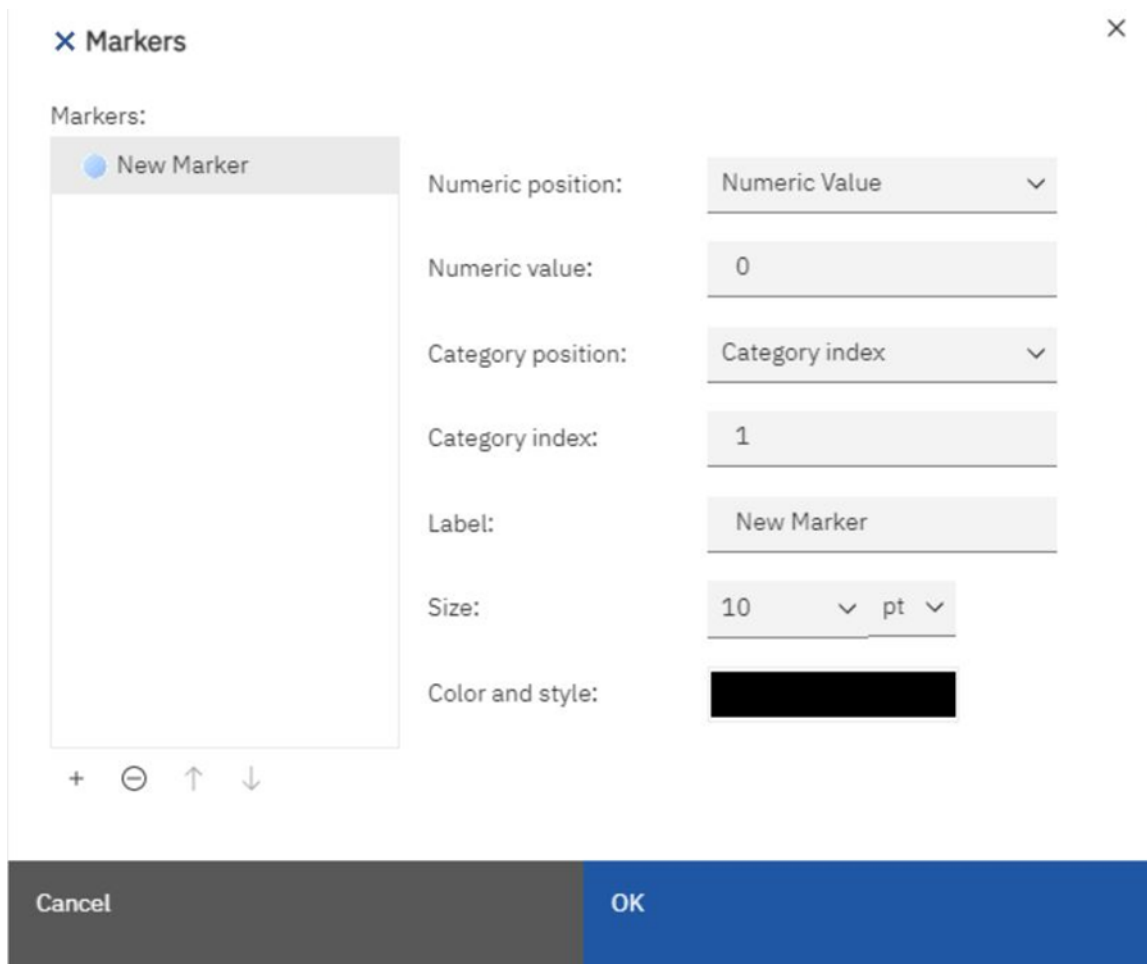 Markers
Markers:
New Marker
Numeric position: Numeric Value
Numeric value: 0
Category position: Category index
Category index: 1
Label: New Marker
Size: 10 pt
Color and style:
Cancel OK